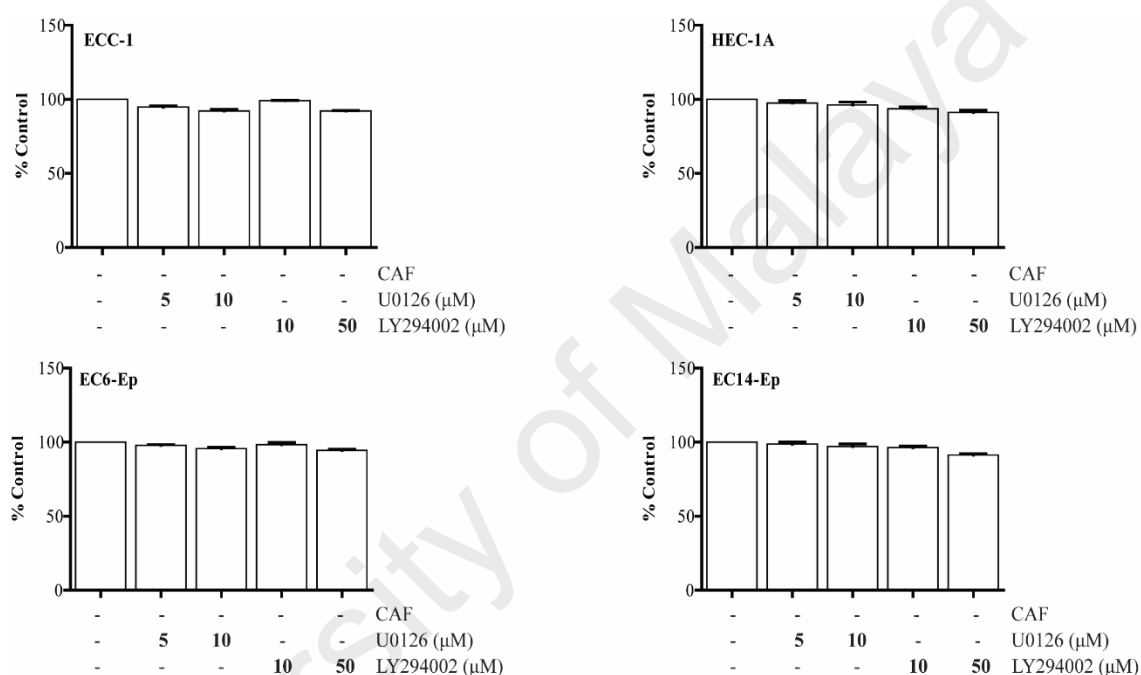 ECC-1
% Control
150
100
50
0
- - - - - CAF
- 5 10 - - U0126 (μM)
- - - 10 50 LY294002 (μM)
HEC-1A
% Control
150
100
50
0
- - - - - CAF
- 5 10 - - U0126 (μM)
- - - 10 50 LY294002 (μM)
EC6-Ep
% Control
150
100
50
0
- - - - - CAF
- 5 10 - - U0126 (μM)
- - - 10 50 LY294002 (μM)
EC14-Ep
% Control
150
100
50
0
- - - - - CAF
- 5 10 - - U0126 (μM)
- - - 10 50 LY294002 (μM)
rsity of Malaya